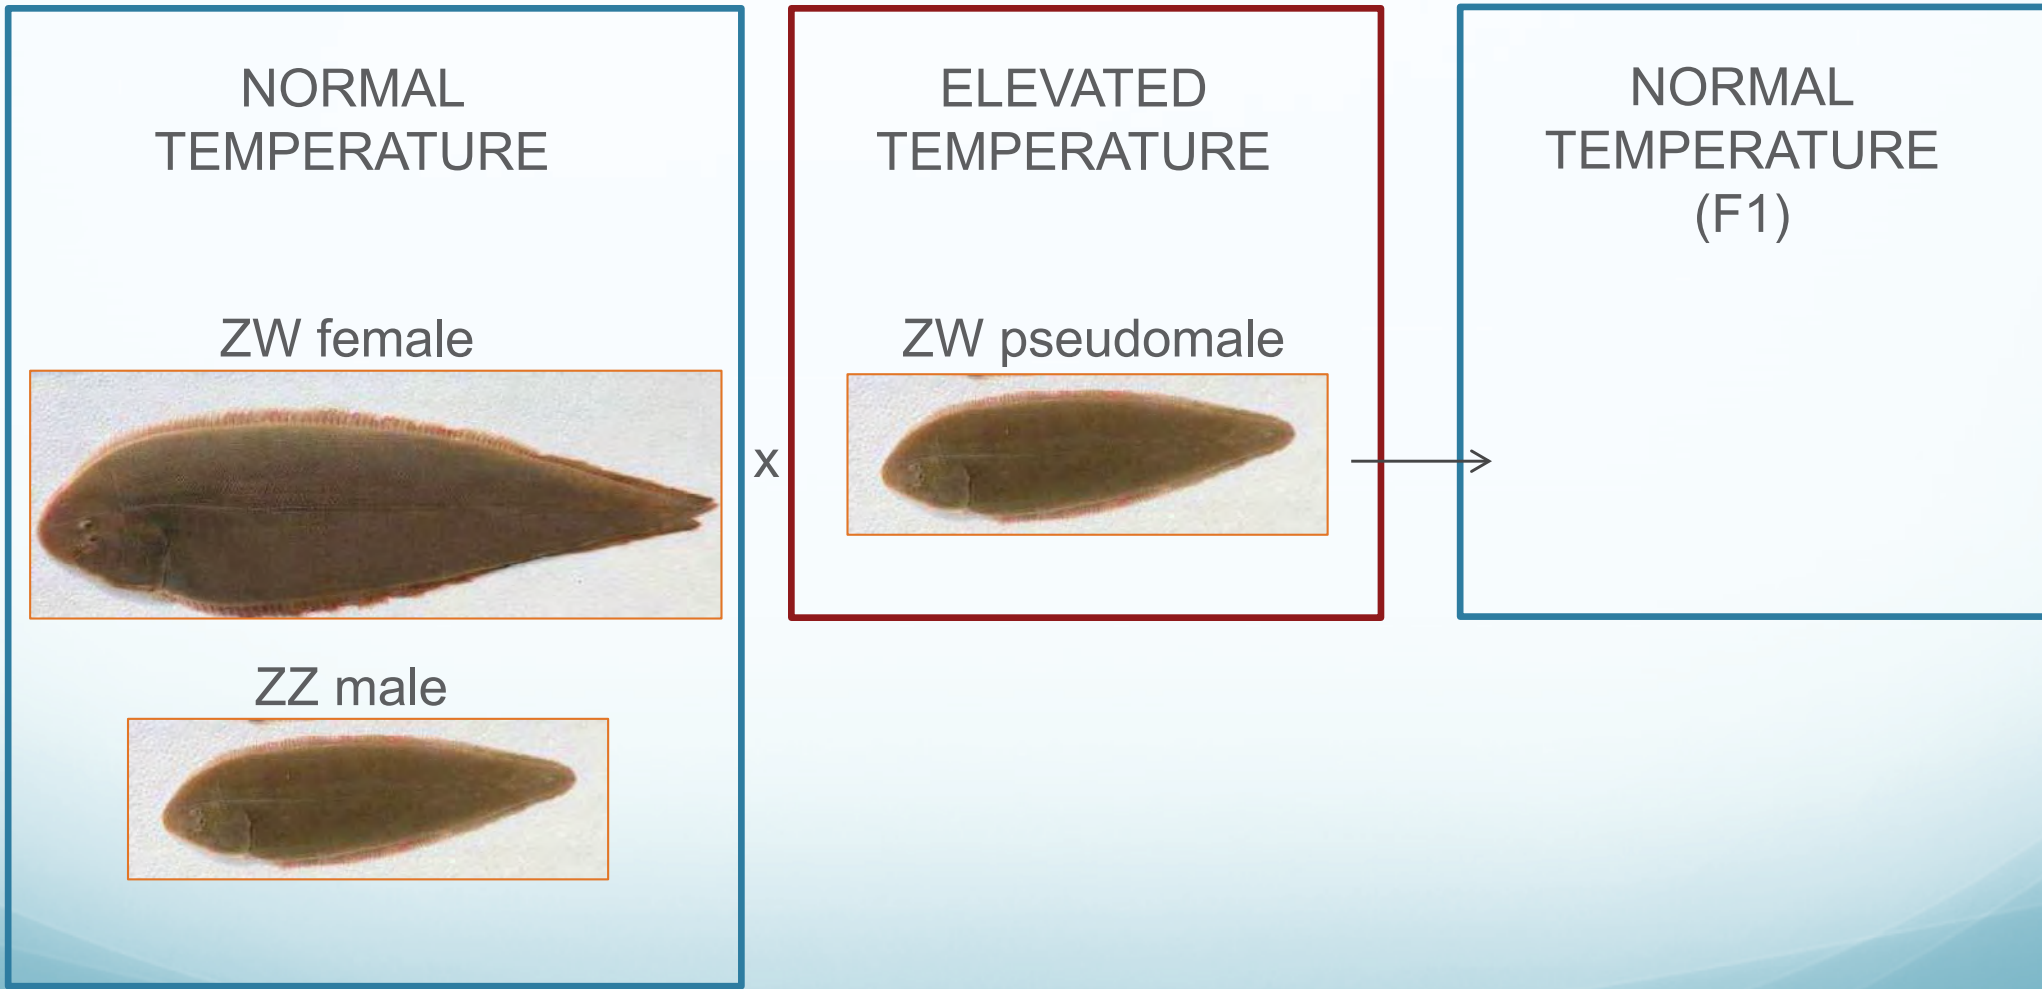 NORMAL
TEMPERATURE
ZW female
ZZ male
x
ELEVATED
TEMPERATURE
ZW pseudomale
NORMAL
TEMPERATURE
(F1)